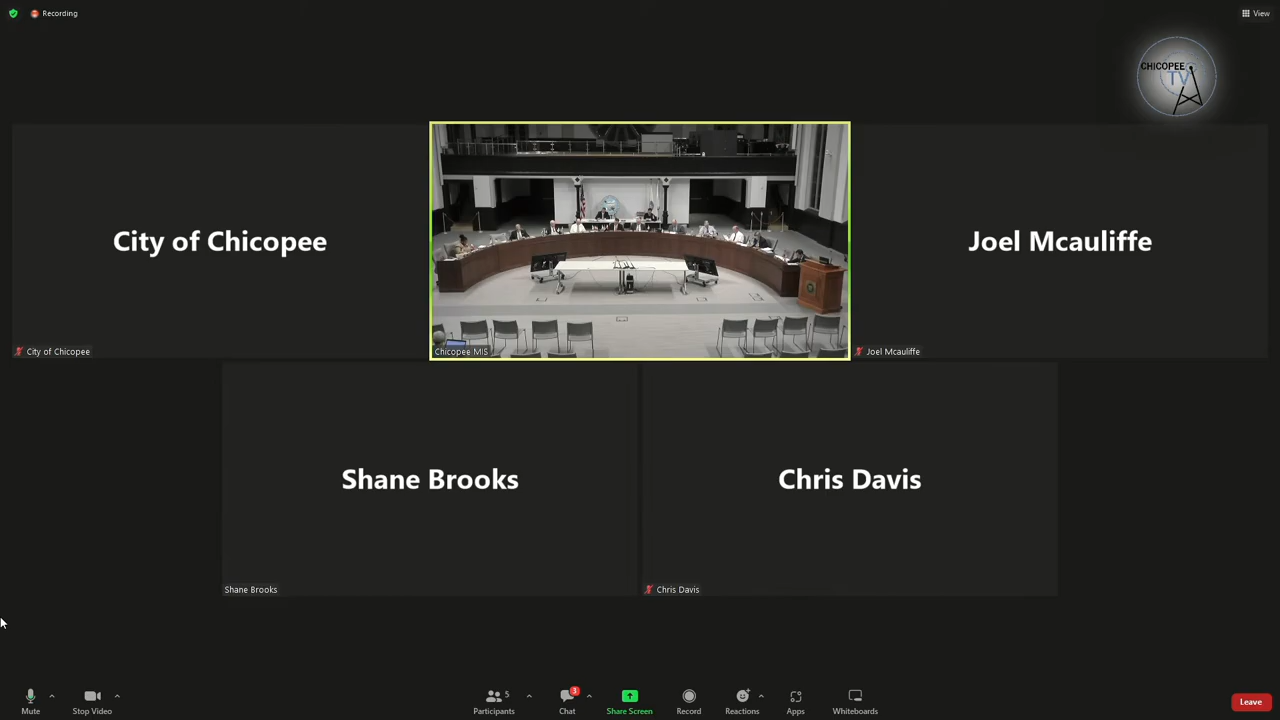 Recording
View
CHICOPEE
TV
City of Chicopee
Joel Mcauliffe
City of Chicopee
Chicopee MIS
Joel Mcauliffe
Shane Brooks
Chris Davis
Shane Brooks
Chris Davis
5
3
Mute
Stop Video
Participants
Chat
Share Screen
Record
Reactions
Apps
Whiteboards
Leave